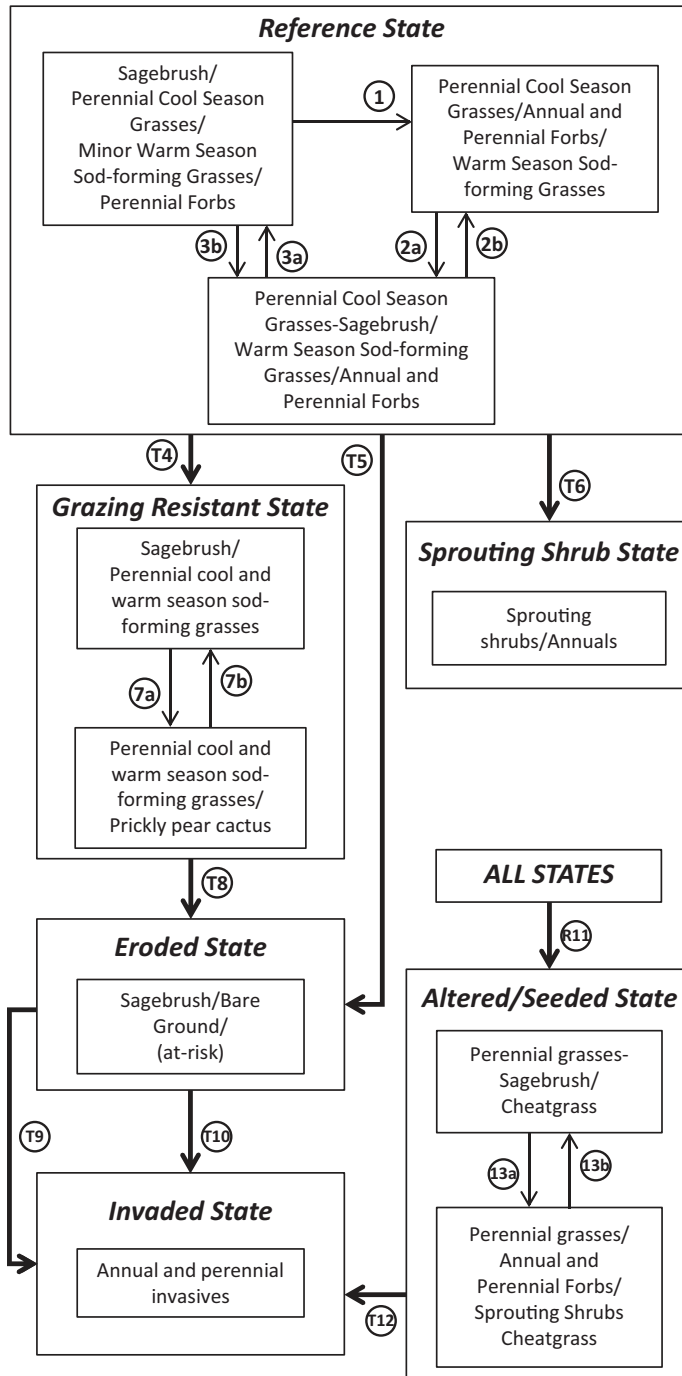 Reference State
Sagebrush/
Perennial Cool Season
Grasses/
Minor Warm Season
Sod-forming Grasses/
Perennial Forbs
1
Perennial Cool Season
Grasses/Annual and
Perennial Forbs/
Warm Season Sod-
forming Grasses
3b
3a
2a
2b
Perennial Cool Season
Grasses-Sagebrush/
Warm Season Sod-forming
Grasses/Annual and
Perennial Forbs
T4
T5
T6
Grazing Resistant State
Sagebrush/
Perennial cool and
warm season sod-
forming grasses
7a
7b
Perennial cool and
warm season sod-
forming grasses/
Prickly pear cactus
Sprouting Shrub State
Sprouting
shrubs/Annuals
T8
Eroded State
Sagebrush/Bare
Ground/
(at-risk)
T9
T10
Invaded State
Annual and perennial
invasives
ALL STATES
R11
Altered/Seeded State
Perennial grasses-
Sagebrush/
Cheatgrass
13a
13b
Perennial grasses/
Annual and
Perennial Forbs/
Sprouting Shrubs
Cheatgrass
T12